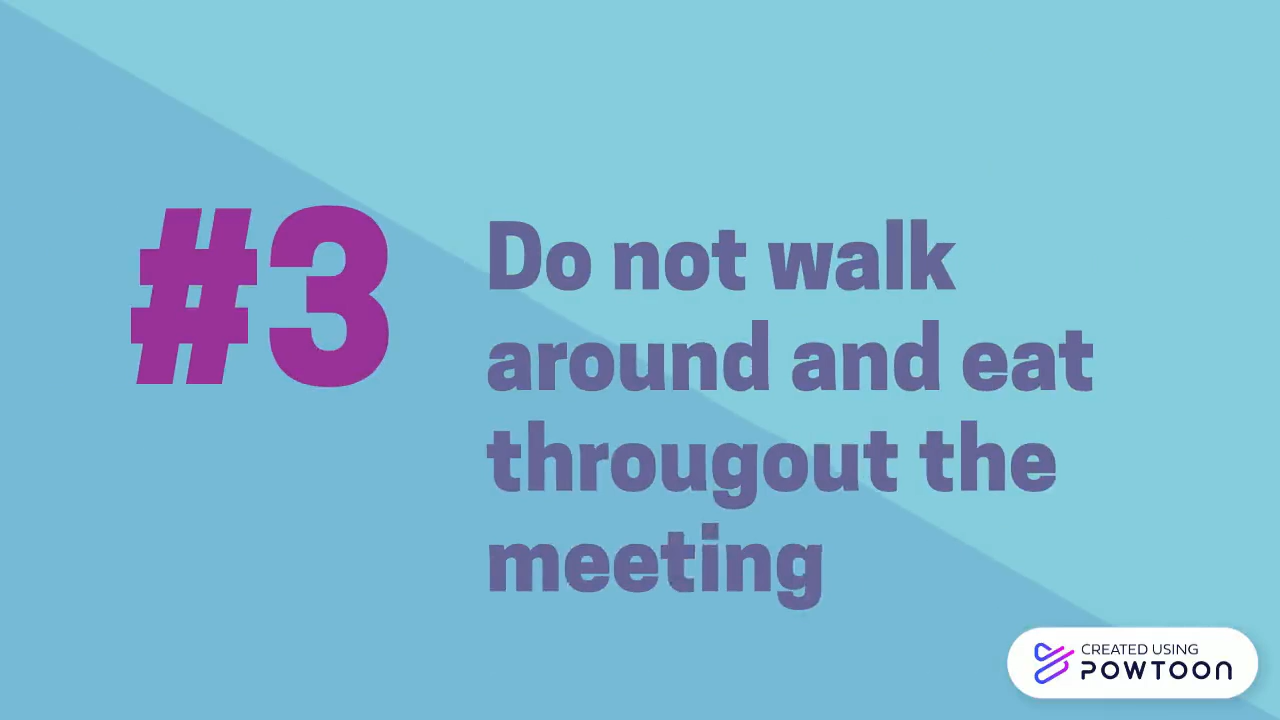 #3
Do not walk
around and eat
througout the
meeting
CREATED USING
POWTOON